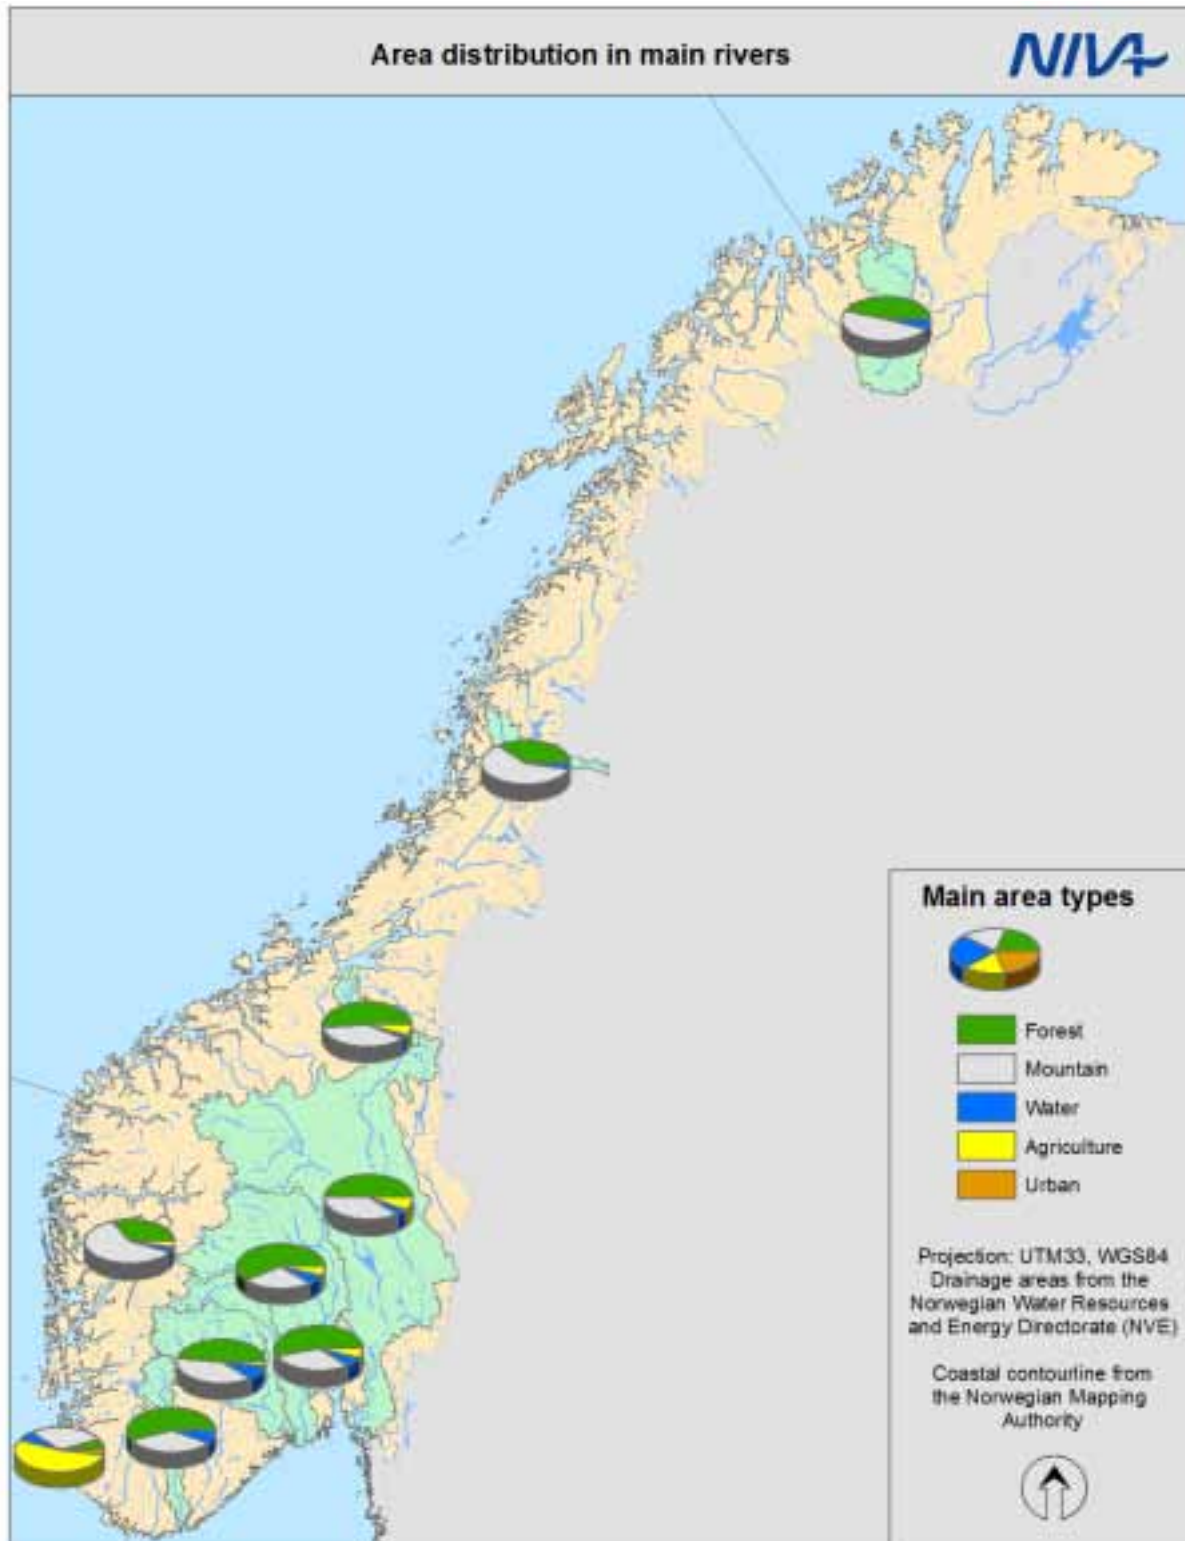 Area distribution in main rivers
NIVA
Main area types
Forest
Mountain
Water
Agriculture
Urban
Projection: UTM33, WGS84
Drainage areas from the
Norwegian Water Resources
and Energy Directorate (NVE)
Coastal contourline from
the Norwegian Mapping
Authority